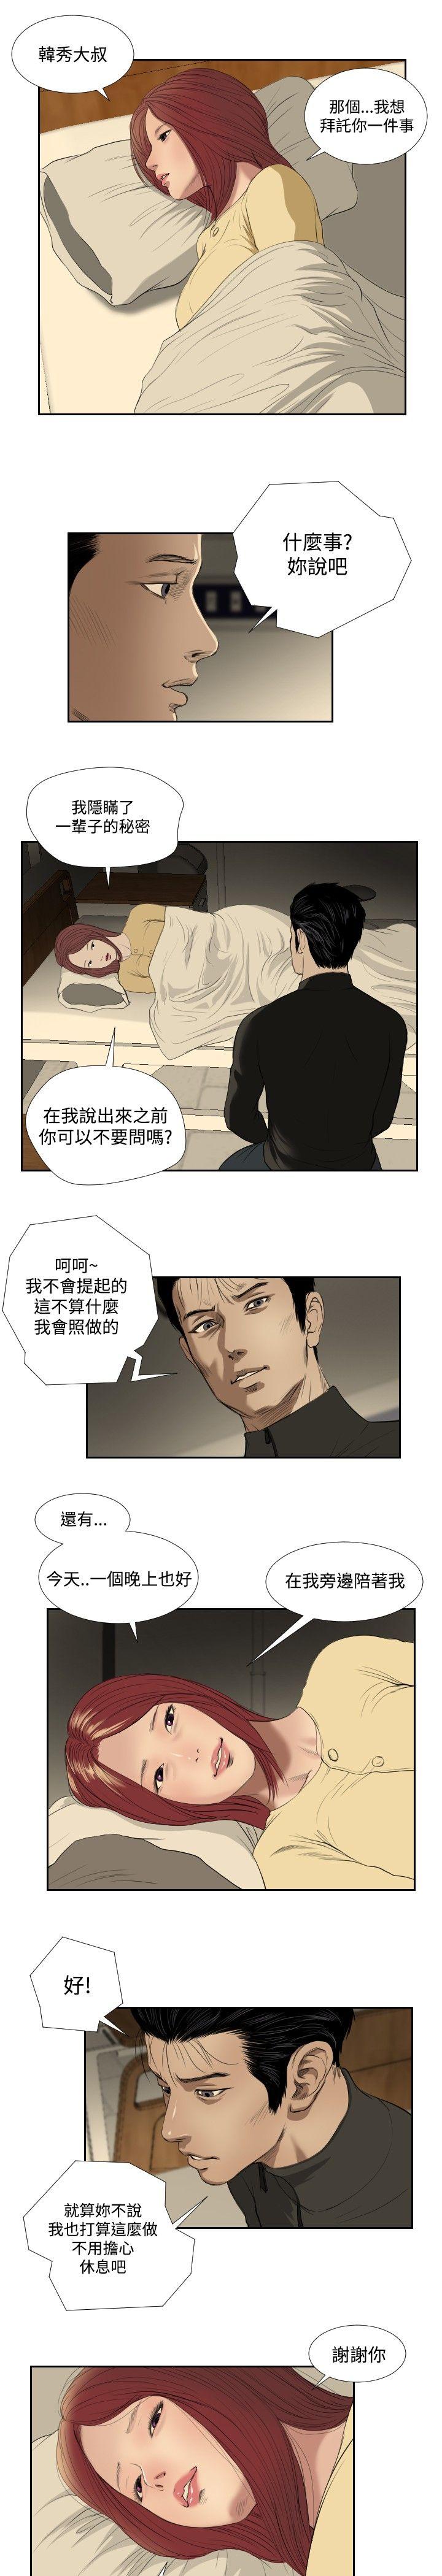 韓秀大叔
那個...我想
拜託你一件事
什麼事?
妳說吧
我隱瞞了
一輩子的秘密
在我說出來之前
你可以不要問嗎?
呵呵~
我不會提起的
這不算什麼
我會照做的
還有...
今天..一個晚上也好
在我旁邊陪著我
好!
就算妳不說
我也打算這麼做
不用擔心
休息吧
謝謝你